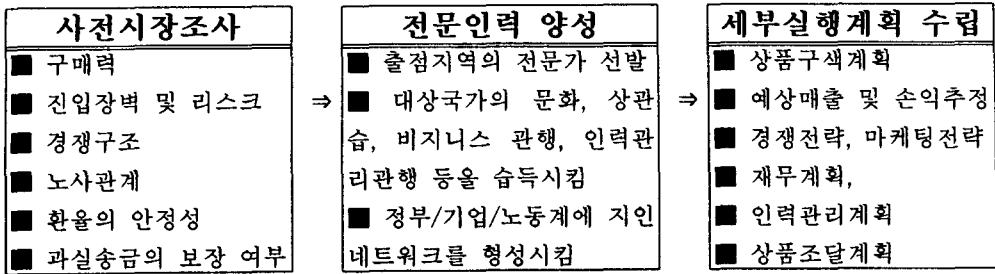 사전시장조사
■ 구매력
■ 진입장벽 및 리스크
■ 경쟁구조
■ 노사관계
■ 환율의 안정성
■ 과실송금의 보장 여부
⇒
전문인력 양성
■ 출점지역의 전문가 선발
■ 대상국가의 문화, 상관
습, 비지니스 관행, 인력관
리관행 등을 습득시킴
■ 정부/기업/노동계에 지인
네트워크를 형성시킴
⇒
세부실행계획 수립
■ 상품구색계획
■ 예상매출 및 손익추정
■ 경쟁전략, 마케팅전략
■ 재무계획,
■ 인력관리계획
■ 상품조달계획